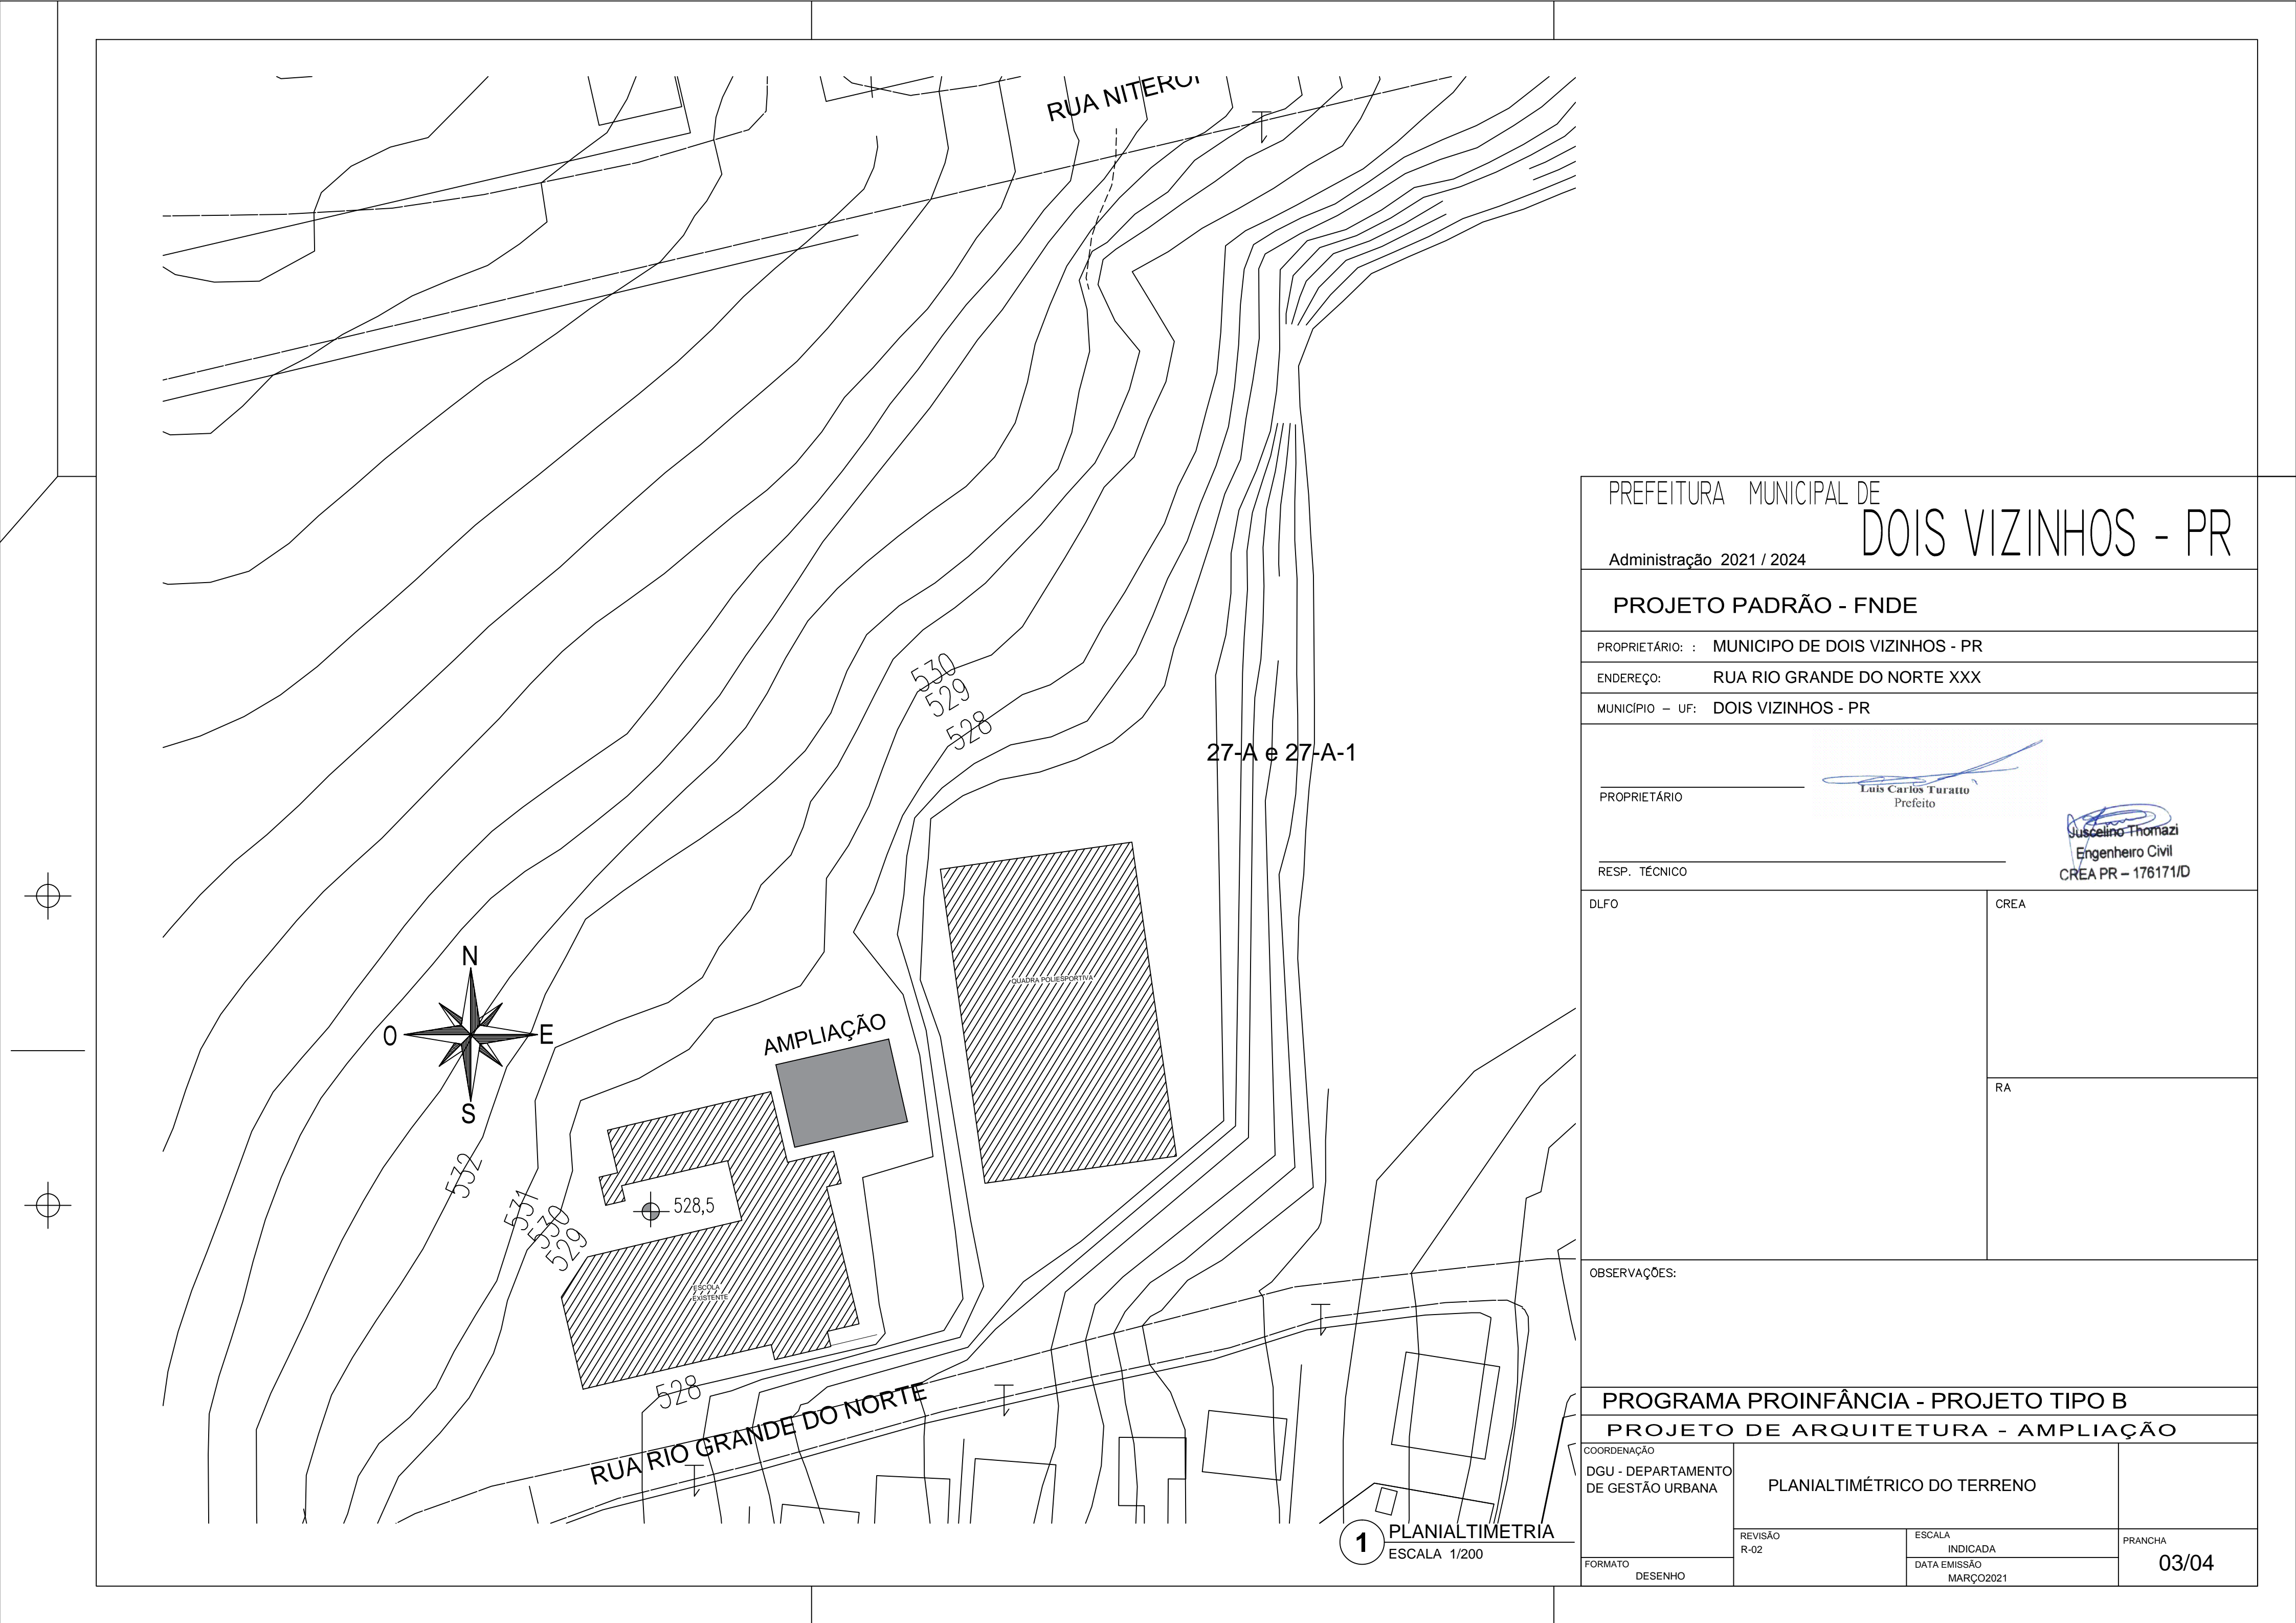 RUA NITEROI
530
529
528
27-A e 27-A-1
QUADRA POLIESPORTIVA
N
O
E
S
AMPLIAÇÃO
532
531
530
529
528,5
ESCOLA
EXISTENTE
528
RUA RIO GRANDE DO NORTE
1
PLANIALTIMETRIA
ESCALA 1/200
PREFEITURA MUNICIPAL DE
DOIS VIZINHOS - PR
Administração 2021 / 2024
PROJETO PADRÃO - FNDE
PROPRIETÁRIO: : MUNICIPO DE DOIS VIZINHOS - PR
ENDEREÇO: RUA RIO GRANDE DO NORTE XXX
MUNICÍPIO - UF: DOIS VIZINHOS - PR
PROPRIETÁRIO
Luis Carlos Turatto
Prefeito
Juscelino Thomazi
Engenheiro Civil
CREA PR – 176171/D
RESP. TÉCNICO
DLFO
CREA
RA
OBSERVAÇÕES:
PROGRAMA PROINFÂNCIA - PROJETO TIPO B
PROJETO DE ARQUITETURA - AMPLIAÇÃO
COORDENAÇÃO
DGU - DEPARTAMENTO
DE GESTÃO URBANA
PLANIALTIMÉTRICO DO TERRENO
FORMATO
DESENHO
REVISÃO
R-02
ESCALA
INDICADA
DATA EMISSÃO
MARÇO2021
PRANCHA
03/04